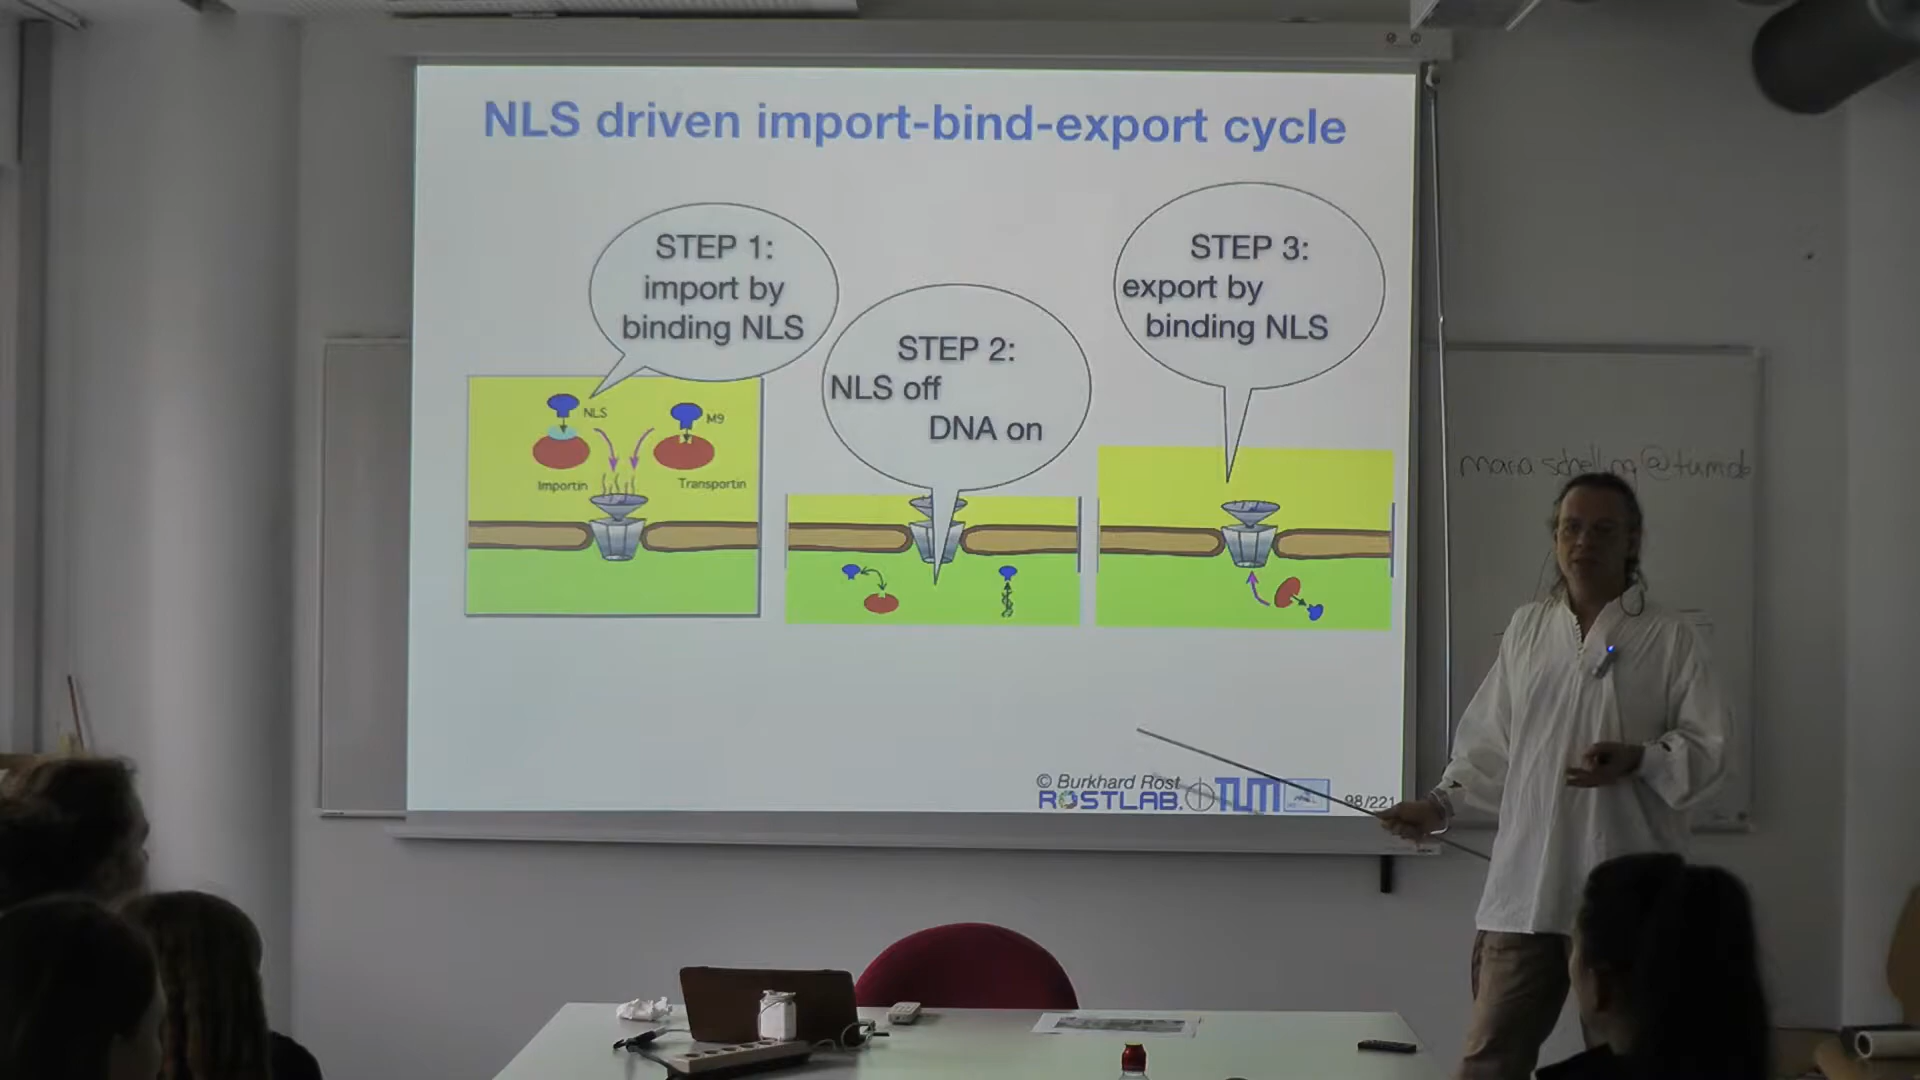 NLS driven import-bind-export cycle
STEP 1:
import by
binding NLS
STEP 2:
NLS off
DNA on
STEP 3:
export by
binding NLS
NLS
M9
Importin
Transportin
© Burkhard Rost
ROSTLAB.
TUM
98/221